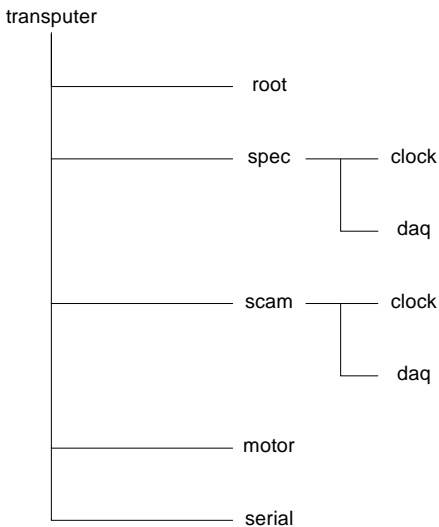 transputer
root
spec
clock
daq
scam
clock
daq
motor
serial